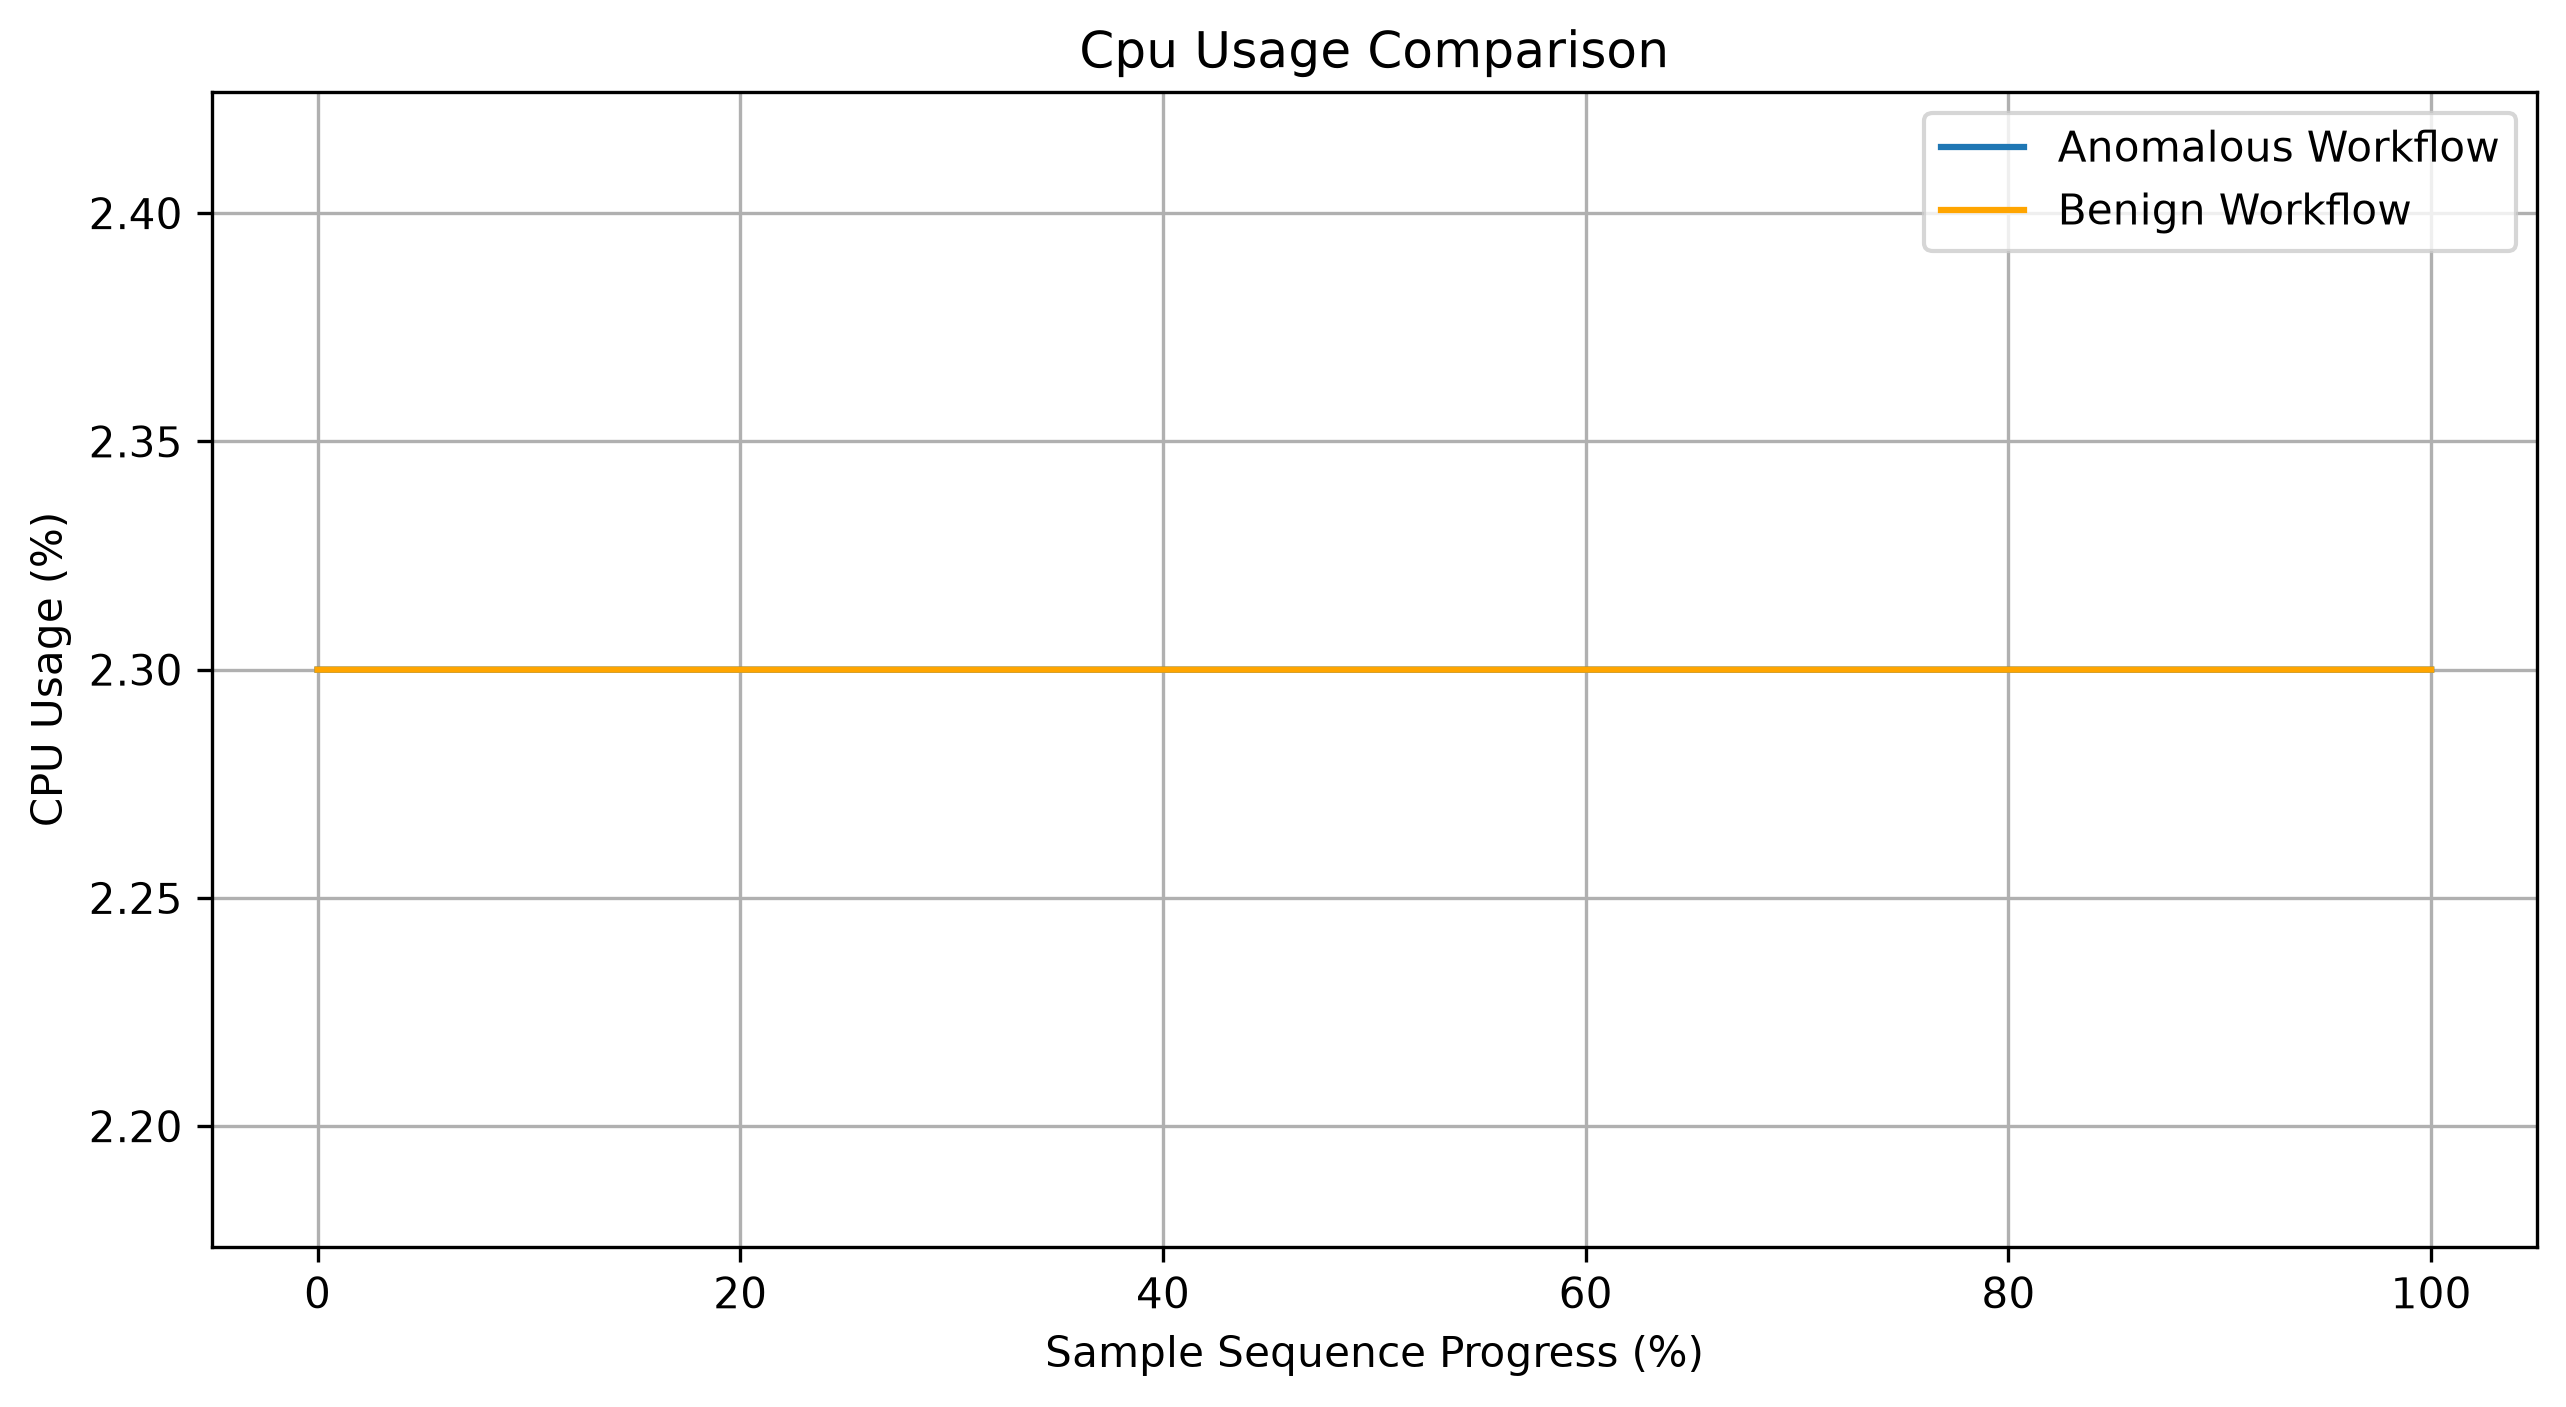 Cpu Usage Comparison
Anomalous Workflow
Benign Workflow
CPU Usage (%)
2.40
2.35
2.30
2.25
2.20
0 20 40 60 80 100
Sample Sequence Progress (%)